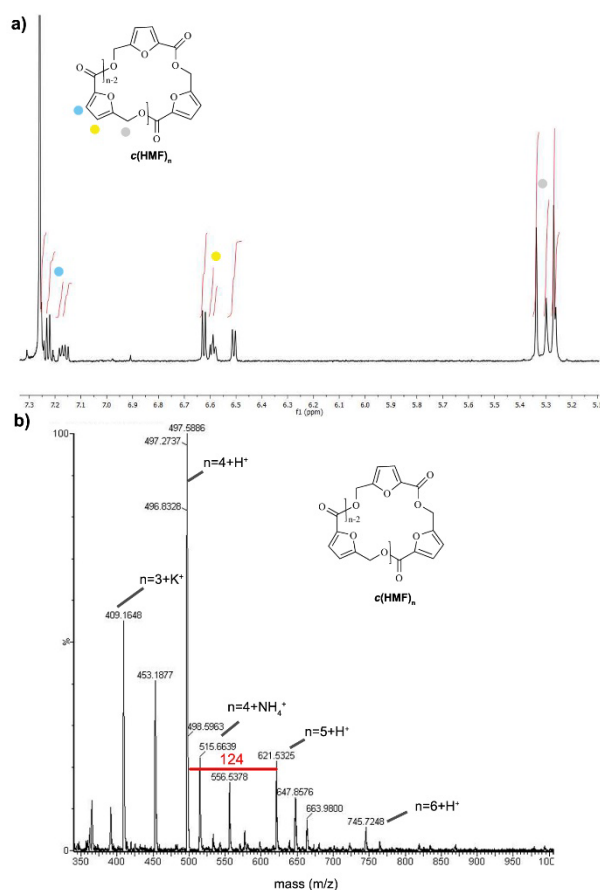 a)
O
O
O
O
n-2
O
O
O
O
O
c(HMF)n
7.3 7.2 7.1 7.0 6.9 6.8 6.7 6.6 6.5 6.4 6.3 6.2 6.1 6.0 5.9 5.8 5.7 5.6 5.5 5.4 5.3 5.2 5.1
f1 (ppm)
b)
100
497.5886
497.2737
n=4+H+
496.8328
O
O
O
O
n-2
O
O
O
O
O
c(HMF)n
n=3+K+
409.1648
%
453.1877
498.5963
n=4+NH4+
515.6639
n=5+H+
621.5325
124
556.5378
647.8576
663.9800
n=6+H+
745.7248
0
350 400 450 500 550 600 650 700 750 800 850 900 950 100
mass (m/z)